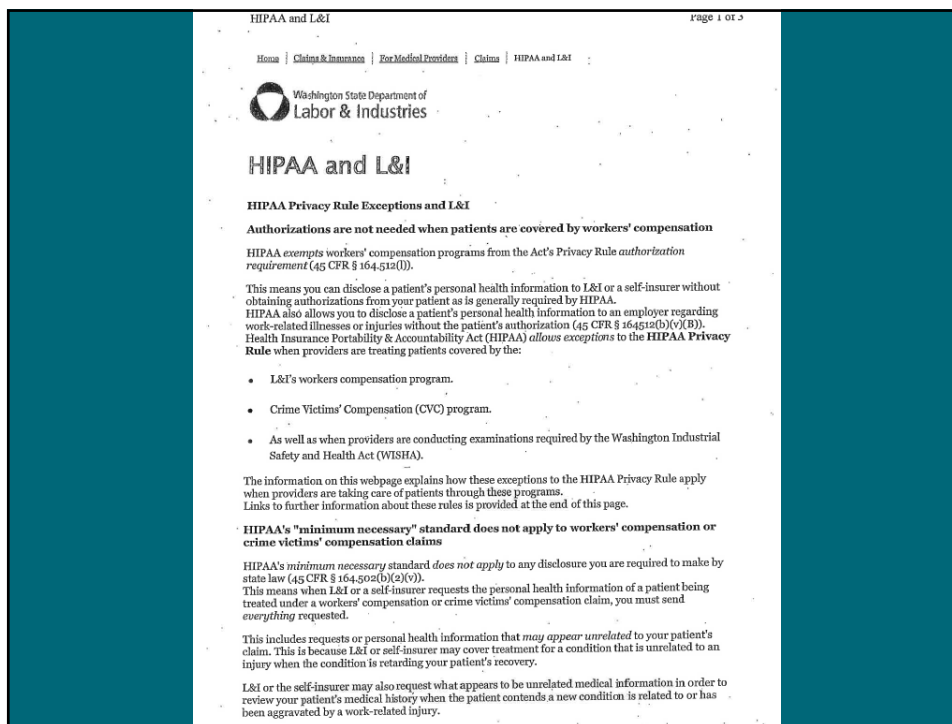 HIPAA and L&I
Page 1 of 3
Home | Claims & Insurance | For Medical Providers | Claims | HIPAA and L&I
Washington State Department of
Labor & Industries
HIPAA and L&I
HIPAA Privacy Rule Exceptions and L&I
Authorizations are not needed when patients are covered by workers' compensation
HIPAA exempts workers' compensation programs from the Act's Privacy Rule authorization
requirement (45 CFR § 164.512(l)).
This means you can disclose a patient's personal health information to L&I or a self-insurer without
obtaining authorizations from your patient as is generally required by HIPAA.
HIPAA also allows you to disclose a patient's personal health information to an employer regarding
work-related illnesses or injuries without the patient's authorization (45 CFR § 164512(b)(v)(B)).
Health Insurance Portability & Accountability Act (HIPAA) allows exceptions to the HIPAA Privacy
Rule when providers are treating patients covered by the:
• L&I's workers compensation program.
• Crime Victims' Compensation (CVC) program.
• As well as when providers are conducting examinations required by the Washington Industrial
Safety and Health Act (WISHA).
The information on this webpage explains how these exceptions to the HIPAA Privacy Rule apply
when providers are taking care of patients through these programs.
Links to further information about these rules is provided at the end of this page.
HIPAA's "minimum necessary" standard does not apply to workers' compensation or
crime victims' compensation claims
HIPAA's minimum necessary standard does not apply to any disclosure you are required to make by
state law (45 CFR § 164.502(b)(2)(v)).
This means when L&I or a self-insurer requests the personal health information of a patient being
treated under a workers' compensation or crime victims' compensation claim, you must send
everything requested.
This includes requests or personal health information that may appear unrelated to your patient's
claim. This is because L&I or self-insurer may cover treatment for a condition that is unrelated to an
injury when the condition is retarding your patient's recovery.
L&I or the self-insurer may also request what appears to be unrelated medical information in order to
review your patient's medical history when the patient contends a new condition is related to or has
been aggravated by a work-related injury.